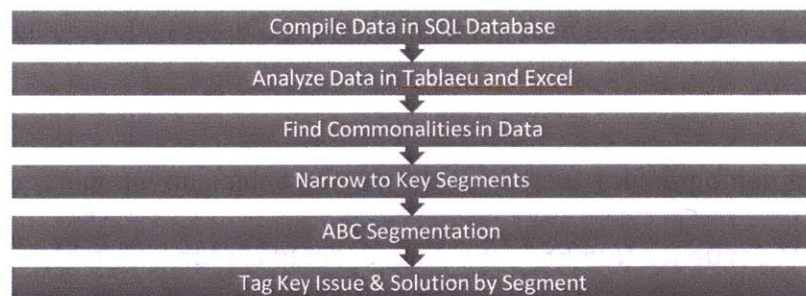 Compile Data in SQL Database
Analyze Data in Tablaeu and Excel
Find Commonalities in Data
Narrow to Key Segments
ABC Segmentation
Tag Key Issue & Solution by Segment